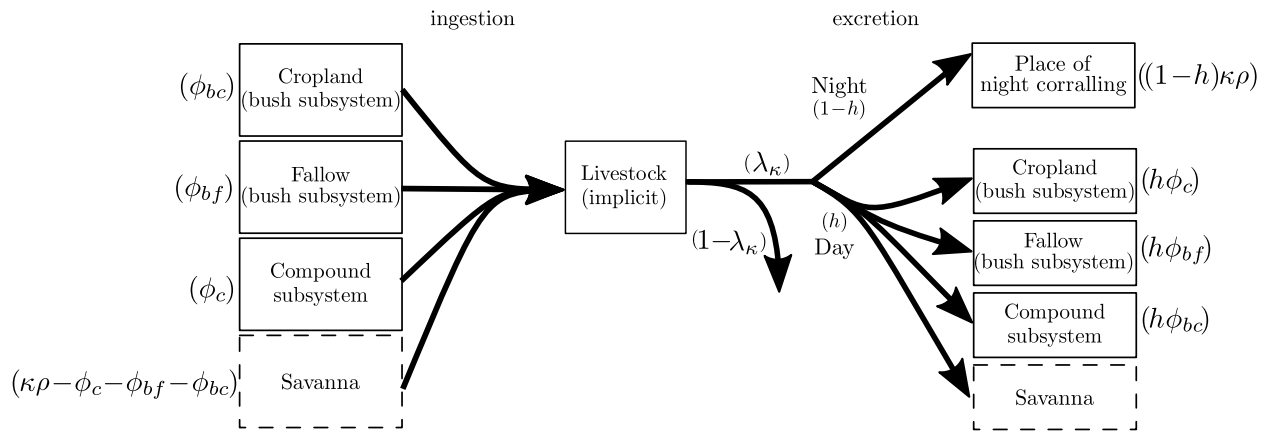 ingestion
excretion
(ϕ_bc)
Cropland
(bush subsystem)
(ϕ_bf)
Fallow
(bush subsystem)
(ϕ_c)
Compound
subsystem
(κρ−ϕ_c−ϕ_bf−ϕ_bc)
Savanna
Livestock
(implicit)
(λ_κ)
(1−λ_κ)
Night
(1−h)
(h)
Day
Place of
night corralling
((1−h)κρ)
Cropland
(bush subsystem)
(hϕ_c)
Fallow
(bush subsystem)
(hϕ_bf)
Compound
subsystem
(hϕ_bc)
Savanna